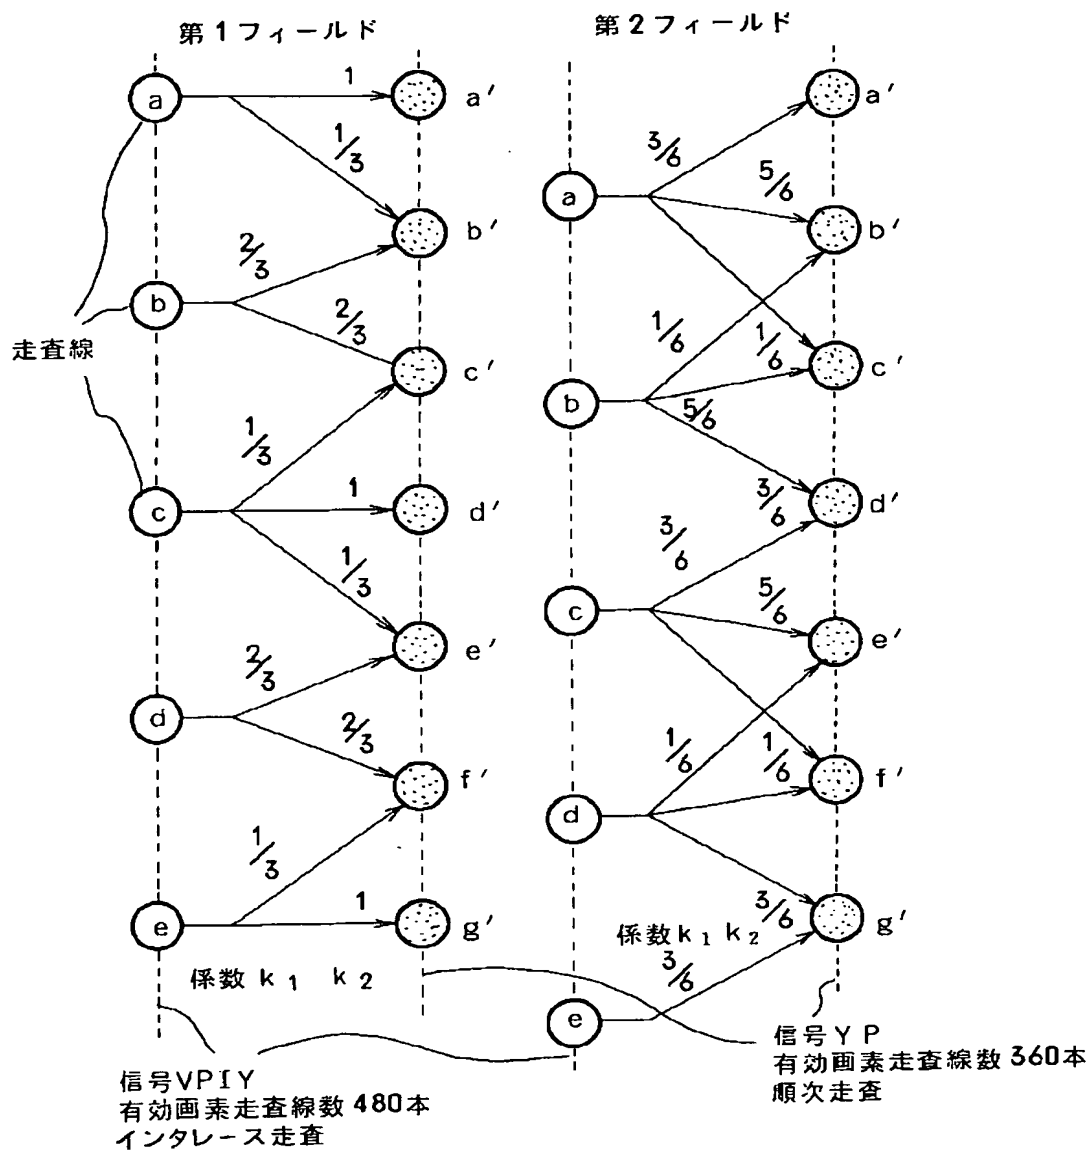 第1フィールド
a
1
a′
1/3
b′
2/3
b
2/3
走査線
c′
1/3
c
1
d′
1/3
e′
2/3
d
2/3
f′
1/3
e
1
g′
係数k₁ k₂
信号VPIY
有効画素走査線数480本
インタレース走査
第2フィールド
a′
3/6
5/6
a
b′
1/6
1/6
c′
b
5/6
3/6
d′
3/6
c
5/6
e′
1/6
1/6
f′
d
3/6
g′
係数k₁ k₂
3/6
e
信号YP
有効画素走査線数360本
順次走査